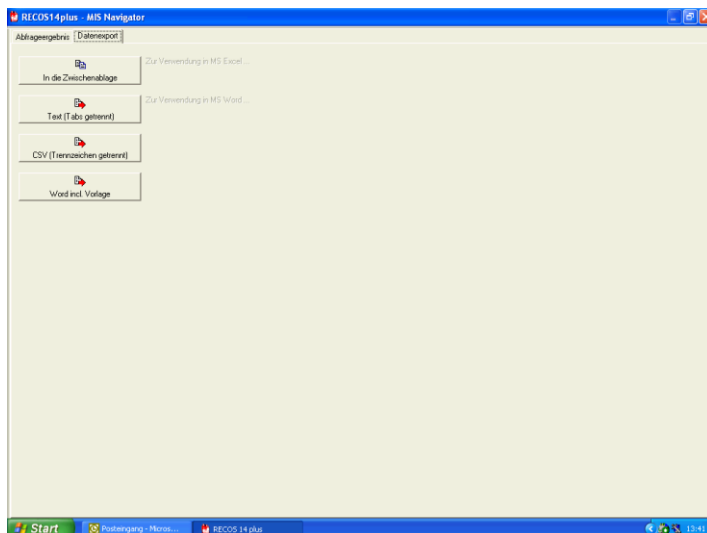 RECOS14plus - MIS Navigator
Abfrageergebnis Datenexport
In die Zwischenablage
Zur Verwendung in MS Excel ...
Text (Tabs getrennt)
Zur Verwendung in MS Word ...
CSV (Trennzeichen getrennt)
Word incl. Vorlage
Start Posteingang - Micros... RECOS 14 plus 13:41